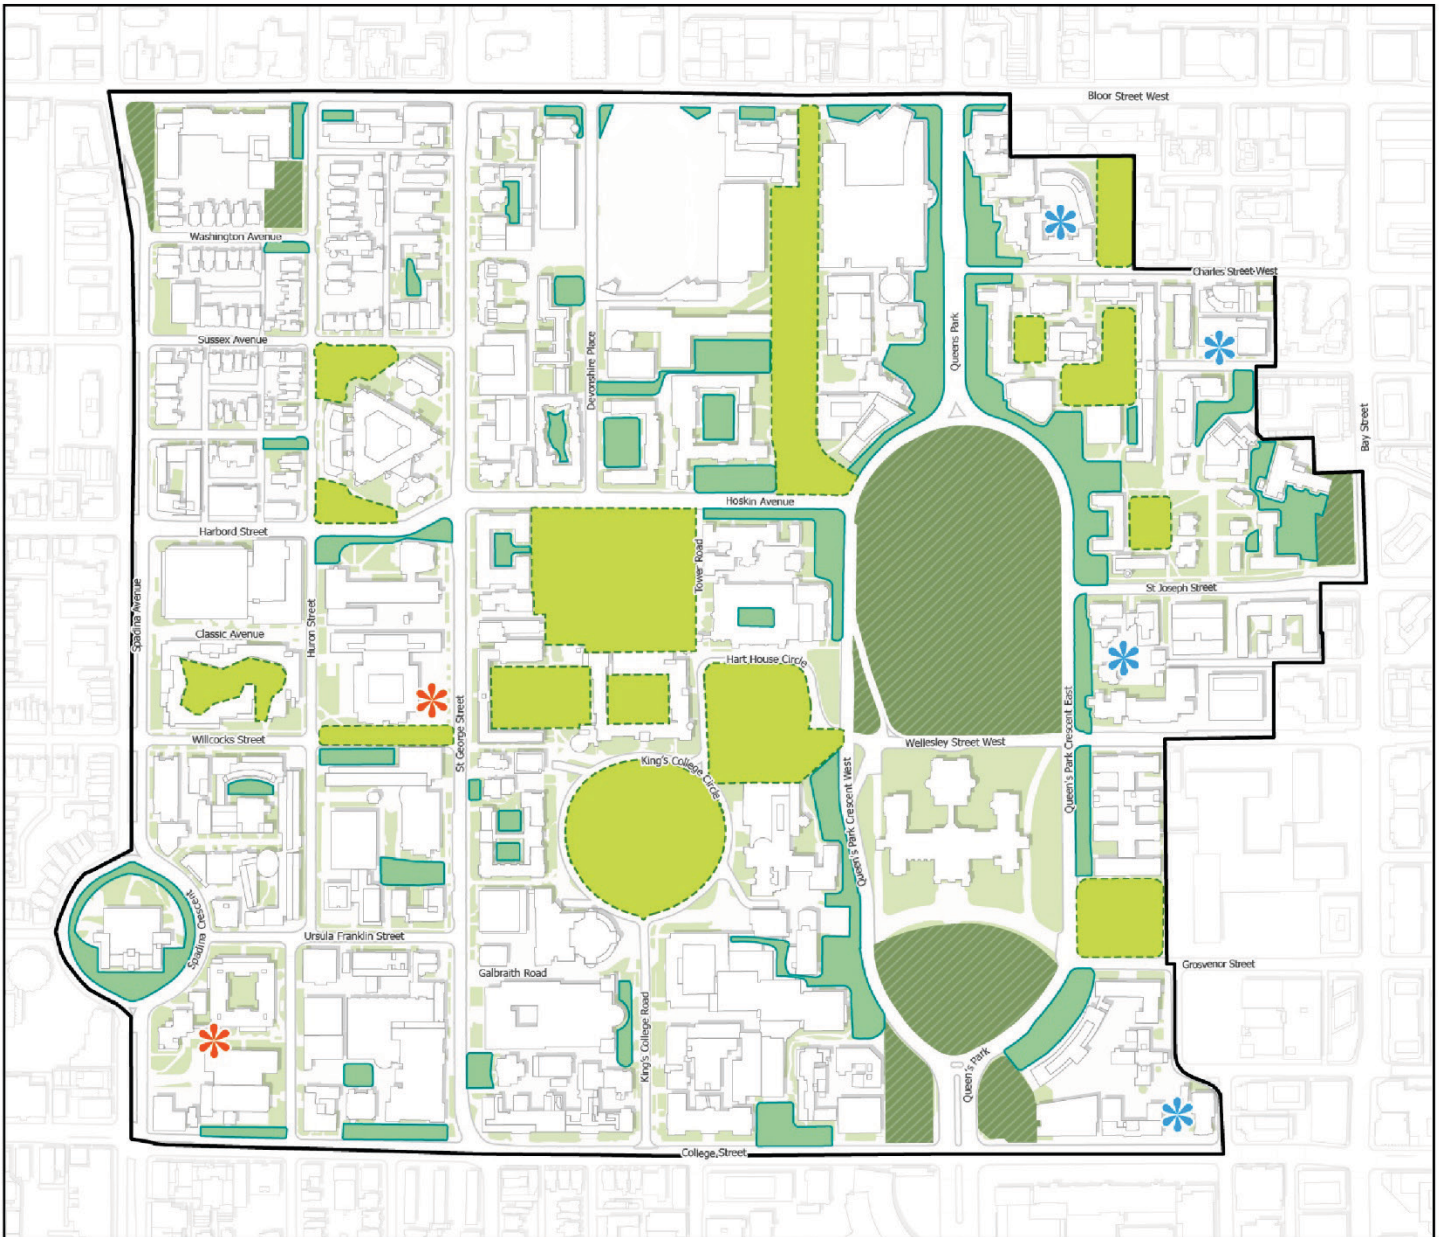 Bloor Street West
Washington Avenue
Charles Street West
Sussex Avenue
Devonshire Place
Queens Park
Bay Street
Hoskin Avenue
Harbord Street
Tower Road
Spadina Avenue
Huron Street
St Joseph Street
Classic Avenue
Hart House Circle
St George Street
Queen's Park Crescent East
Willcocks Street
Wellesley Street West
King's College Circle
Queen's Park Crescent West
Spadina Crescent
Ursula Franklin Street
Galbraith Road
Grosvenor Street
King's College Road
Queen's Park
College Street